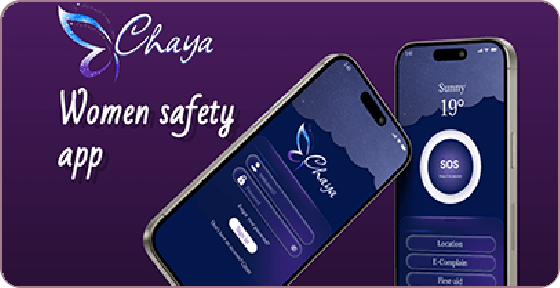 Chaya
Women safety
app
Chaya
Sunny
19°
SOS
Location
E-Complain
First aid